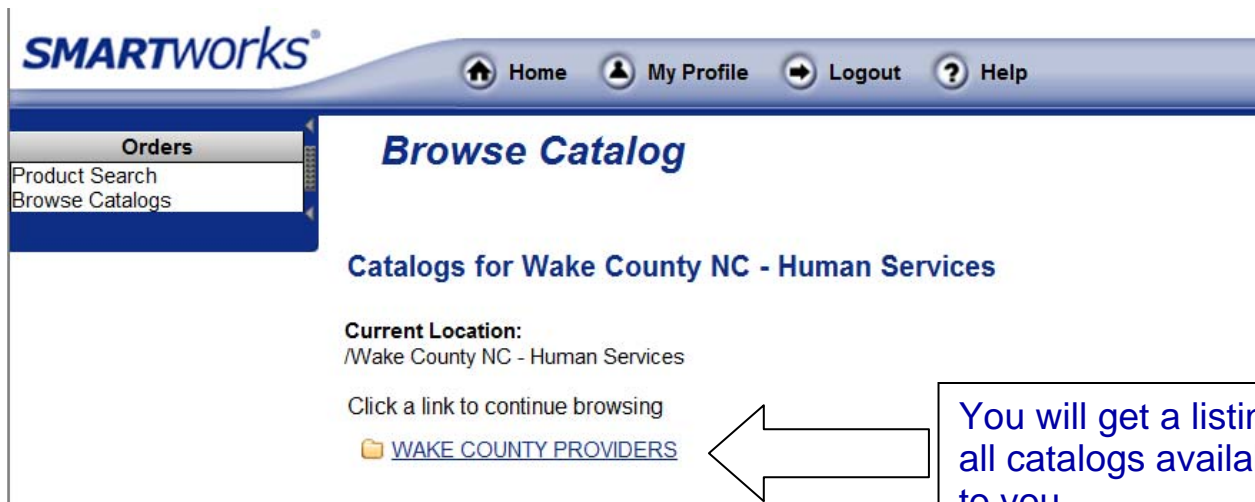 SMARTworks®
Home My Profile Logout Help
Orders
Product Search
Browse Catalogs
Browse Catalog
Catalogs for Wake County NC - Human Services
Current Location:
/Wake County NC - Human Services
Click a link to continue browsing
WAKE COUNTY PROVIDERS
You will get a
all catalogs
to you